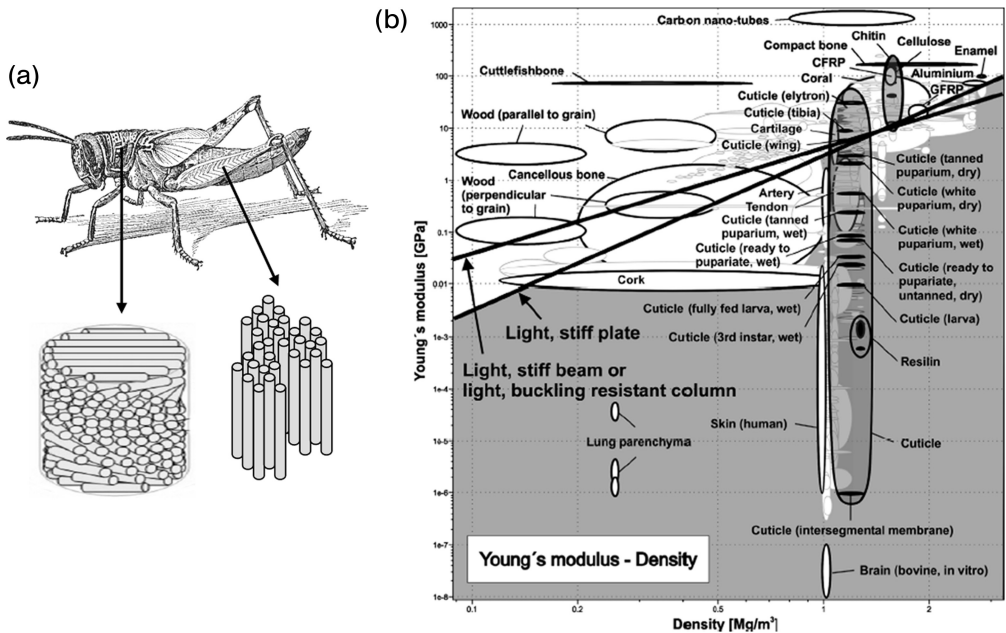 (a)
(b)
Young´s modulus [GPa]
1000
100
10
1
0.1
0.01
1e-3
1e-4
1e-5
1e-6
1e-7
1e-8
Carbon nano-tubes
Chitin
Compact bone
Cellulose
Enamel
CFRP
Cuttlefishbone
Coral
Aluminium
Cuticle (elytron)
GFRP
Wood (parallel to grain)
Cuticle (tibia)
Cartilage
Cuticle (wing)
Cuticle (tanned
puparium, dry)
Cancellous bone
Wood
(perpendicular
to grain)
Artery
Tendon
Cuticle (white
puparium, dry)
Cuticle (tanned
puparium, wet)
Cuticle (white
puparium, wet)
Cuticle (ready to
pupariate, wet)
Cuticle (ready to
pupariate,
untanned, dry)
Cork
Cuticle (fully fed larva, wet)
Cuticle (larva)
Light, stiff plate
Cuticle (3rd instar, wet)
Resilin
Light, stiff beam or
light, buckling resistant column
Skin (human)
Lung parenchyma
Cuticle
Cuticle (intersegmental membrane)
Young´s modulus - Density
Brain (bovine, in vitro)
0.1
0.2
0.5
1
2
Density [Mg/m³]